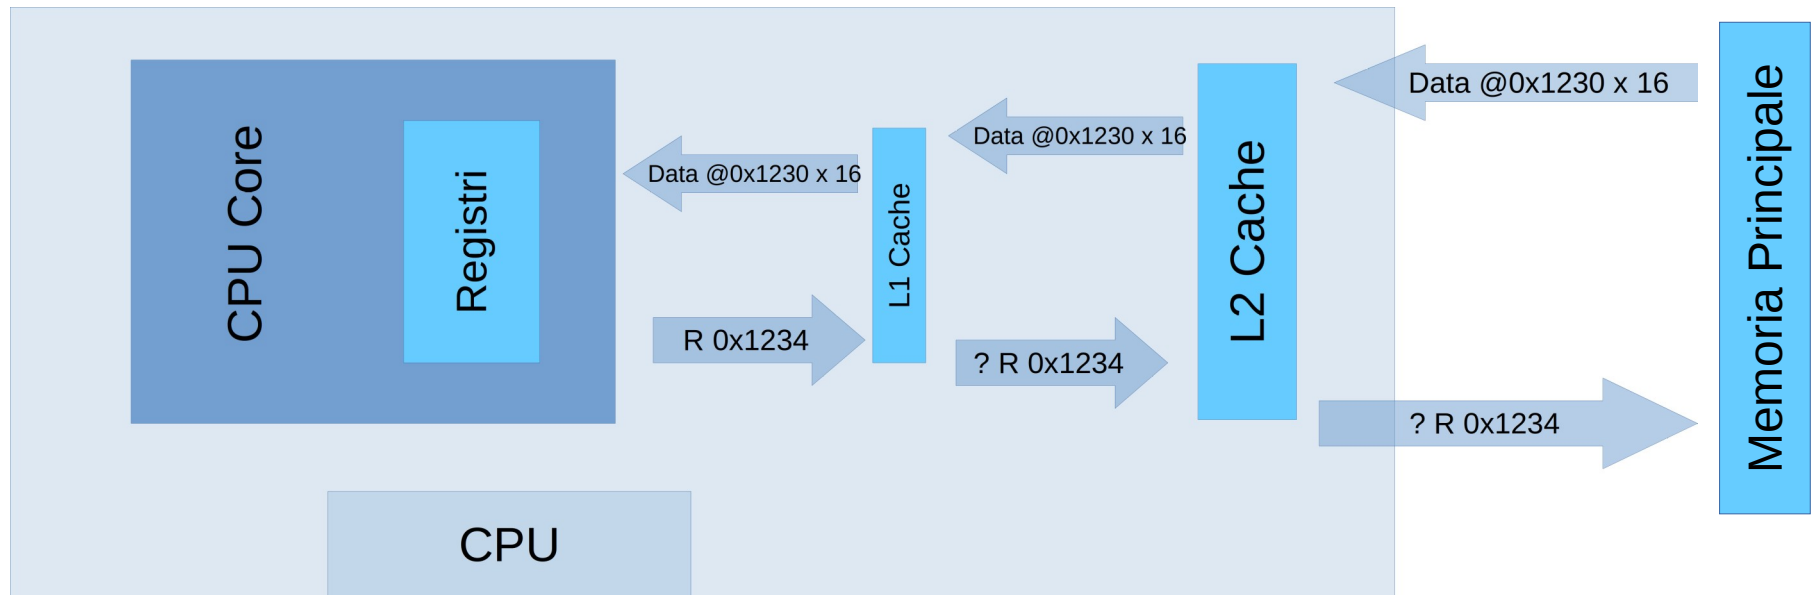 CPU Core
Registri
Data @0x1230 x 16
R 0x1234
L1 Cache
Data @0x1230 x 16
? R 0x1234
L2 Cache
Data @0x1230 x 16
? R 0x1234
Memoria Principale
CPU